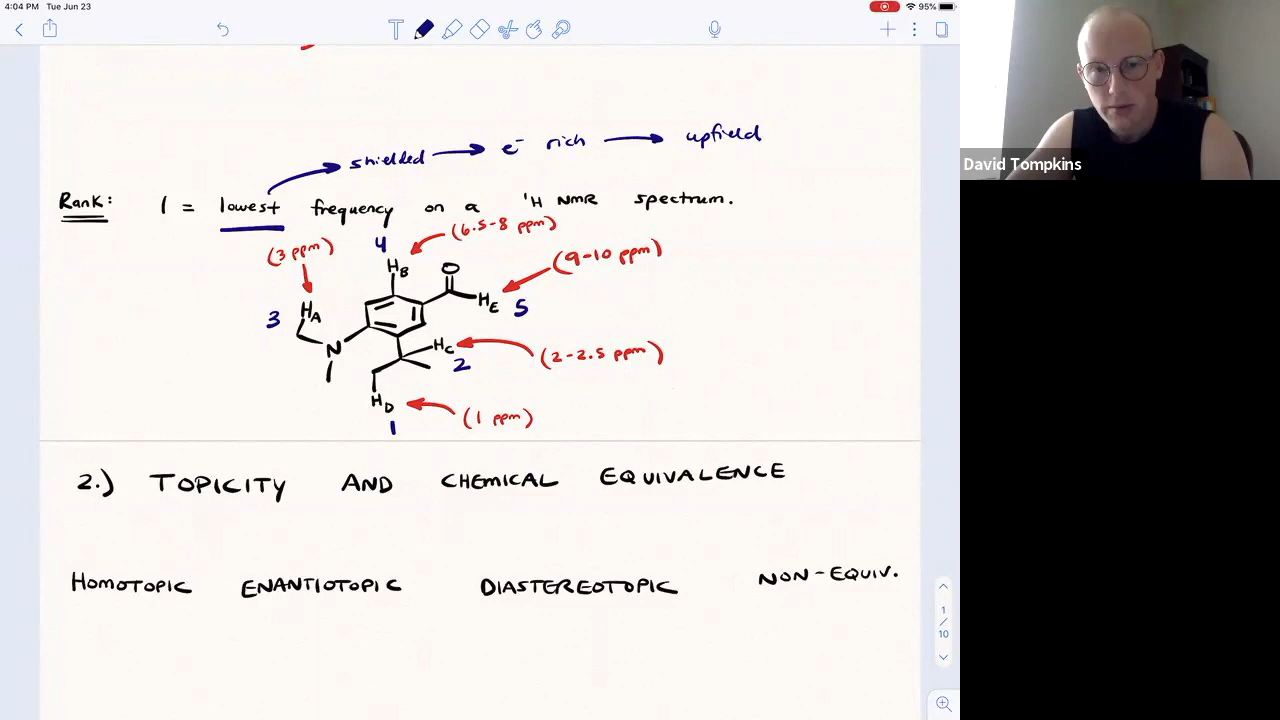 4:04 PM Tue Jun 23
95%
T
David Tompkins
shielded → e⁻ rich → upfield
Rank: 1 = lowest frequency on a ¹H NMR spectrum.
(3 ppm)
4
(6.5-8 ppm)
(9-10 ppm)
H_B
O
3
H_A
H_E
5
N
H_C
2
(2-2.5 ppm)
H_D
(1 ppm)
1
2.) TOPICITY AND CHEMICAL EQUIVALENCE
HOMOTOPIC ENANTIOTOPIC DIASTEREOTOPIC NON-EQUIV.
1
/
10